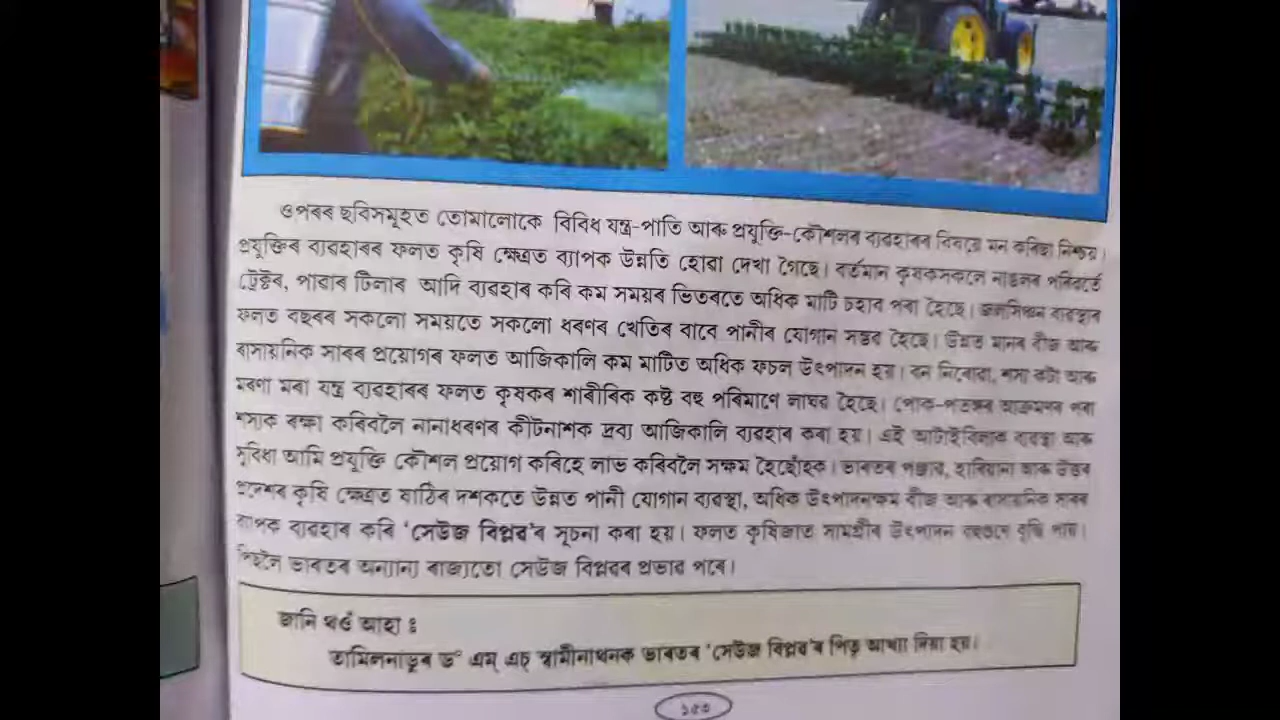 ওপৰৰ ছবিসমূহত তোমালোকে বিবিধ যন্ত্ৰ-পাতি আৰু প্ৰযুক্তি-কৌশলৰ ব্যৱহাৰৰ বিষয়ে মন কৰিছা নিশ্চয়।
প্ৰযুক্তিৰ ব্যৱহাৰৰ ফলত কৃষি ক্ষেত্ৰত ব্যাপক উন্নতি হোৱা দেখা গৈছে। বৰ্তমান কৃষকসকলে নাঙলৰ পৰিবৰ্তে
ট্ৰেক্টৰ, পাৱাৰ টিলাৰ আদি ব্যৱহাৰ কৰি কম সময়ৰ ভিতৰতে অধিক মাটি চহাব পৰা হৈছে। জলসিঞ্চন ব্যৱস্থাৰ
ফলত বছৰৰ সকলো সময়তে সকলো ধৰণৰ খেতিৰ বাবে পানীৰ যোগান সম্ভৱ হৈছে। উন্নত মানৰ বীজ আৰু
ৰাসায়নিক সাৰৰ প্ৰয়োগৰ ফলত আজিকালি কম মাটিত অধিক ফচল উৎপাদন হয়। বন নিৰোৱা, শস্য কটা আৰু
মৰণা মৰা যন্ত্ৰ ব্যৱহাৰৰ ফলত কৃষকৰ শাৰীৰিক কষ্ট বহু পৰিমাণে লাঘৱ হৈছে। পোক-পতঙ্গৰ আক্ৰমণৰ পৰা
শস্যক ৰক্ষা কৰিবলৈ নানাধৰণৰ কীটনাশক দ্ৰব্য আজিকালি ব্যৱহাৰ কৰা হয়। এই আটাইবিলাক ব্যৱস্থা আৰু
সুবিধা আমি প্ৰযুক্তি কৌশল প্ৰয়োগ কৰিহে লাভ কৰিবলৈ সক্ষম হৈছোঁহক। ভাৰতৰ পঞ্জাৱ, হাৰিয়ানা আৰু উত্তৰ
প্ৰদেশৰ কৃষি ক্ষেত্ৰত ষাঠিৰ দশকতে উন্নত পানী যোগান ব্যৱস্থা, অধিক উৎপাদনক্ষম বীজ আৰু ৰাসায়নিক সাৰৰ
ব্যাপক ব্যৱহাৰ কৰি ‘সেউজ বিপ্লৱ’ৰ সূচনা কৰা হয়। ফলত কৃষিজাত সামগ্ৰীৰ উৎপাদন বহুগুণে বৃদ্ধি পায়।
পিছলৈ ভাৰতৰ অন্যান্য ৰাজ্যতো সেউজ বিপ্লৱৰ প্ৰভাৱ পৰে।
জানি থওঁ আহা ঃ
তামিলনাডুৰ ড° এম্ এচ্ স্বামীনাথনক ভাৰতৰ ‘সেউজ বিপ্লৱ’ৰ পিতৃ আখ্যা দিয়া হয়।
১৫৩